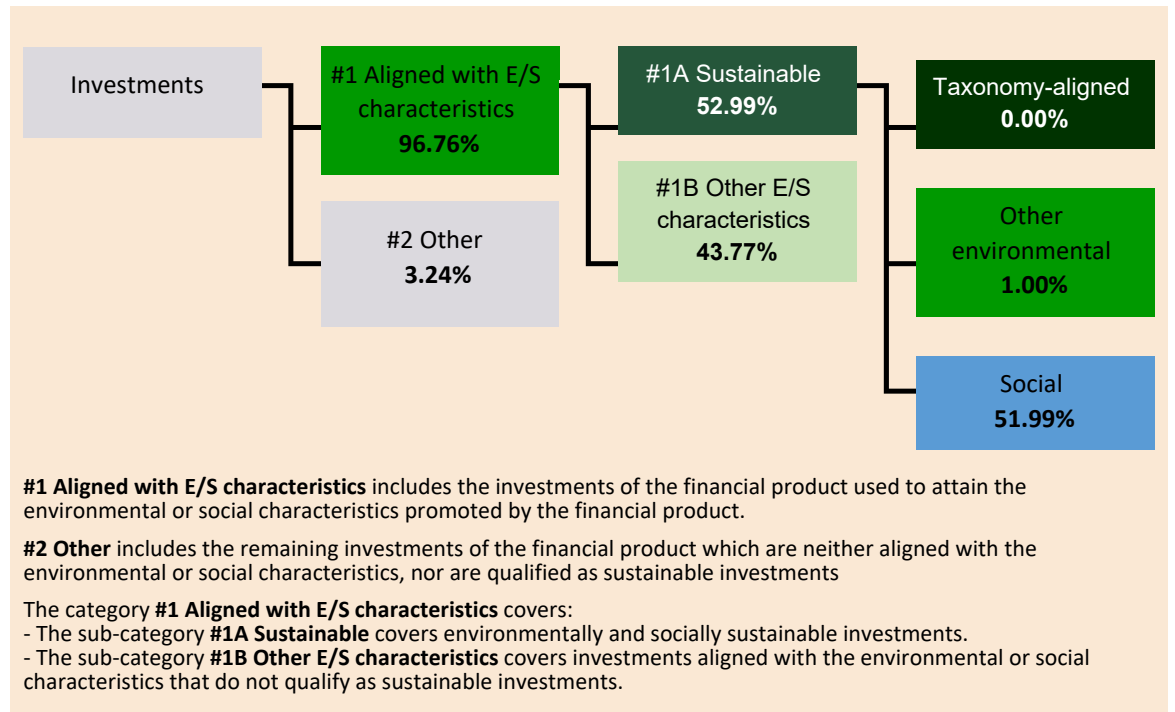 Investments
#1 Aligned with E/S
characteristics
96.76%
#2 Other
3.24%
#1A Sustainable
52.99%
#1B Other E/S
characteristics
43.77%
Taxonomy-aligned
0.00%
Other
environmental
1.00%
Social
51.99%
#1 Aligned with E/S characteristics includes the investments of the financial product used to attain the
environmental or social characteristics promoted by the financial product.
#2 Other includes the remaining investments of the financial product which are neither aligned with the
environmental or social characteristics, nor are qualified as sustainable investments
The category #1 Aligned with E/S characteristics covers:
- The sub-category #1A Sustainable covers environmentally and socially sustainable investments.
- The sub-category #1B Other E/S characteristics covers investments aligned with the environmental or social
characteristics that do not qualify as sustainable investments.